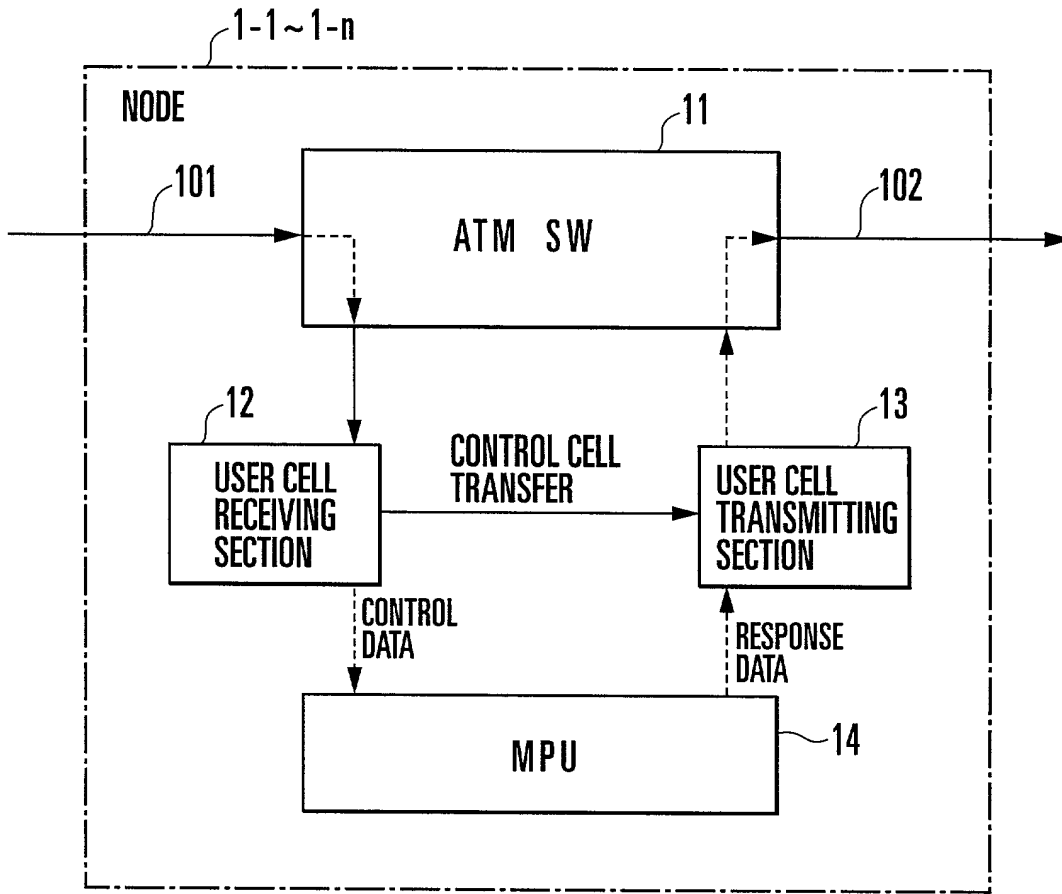 1-1~1-n
NODE
11
101
102
ATM SW
12
13
USER CELL
RECEIVING
SECTION
CONTROL CELL
TRANSFER
USER CELL
TRANSMITTING
SECTION
CONTROL
DATA
RESPONSE
DATA
MPU
14